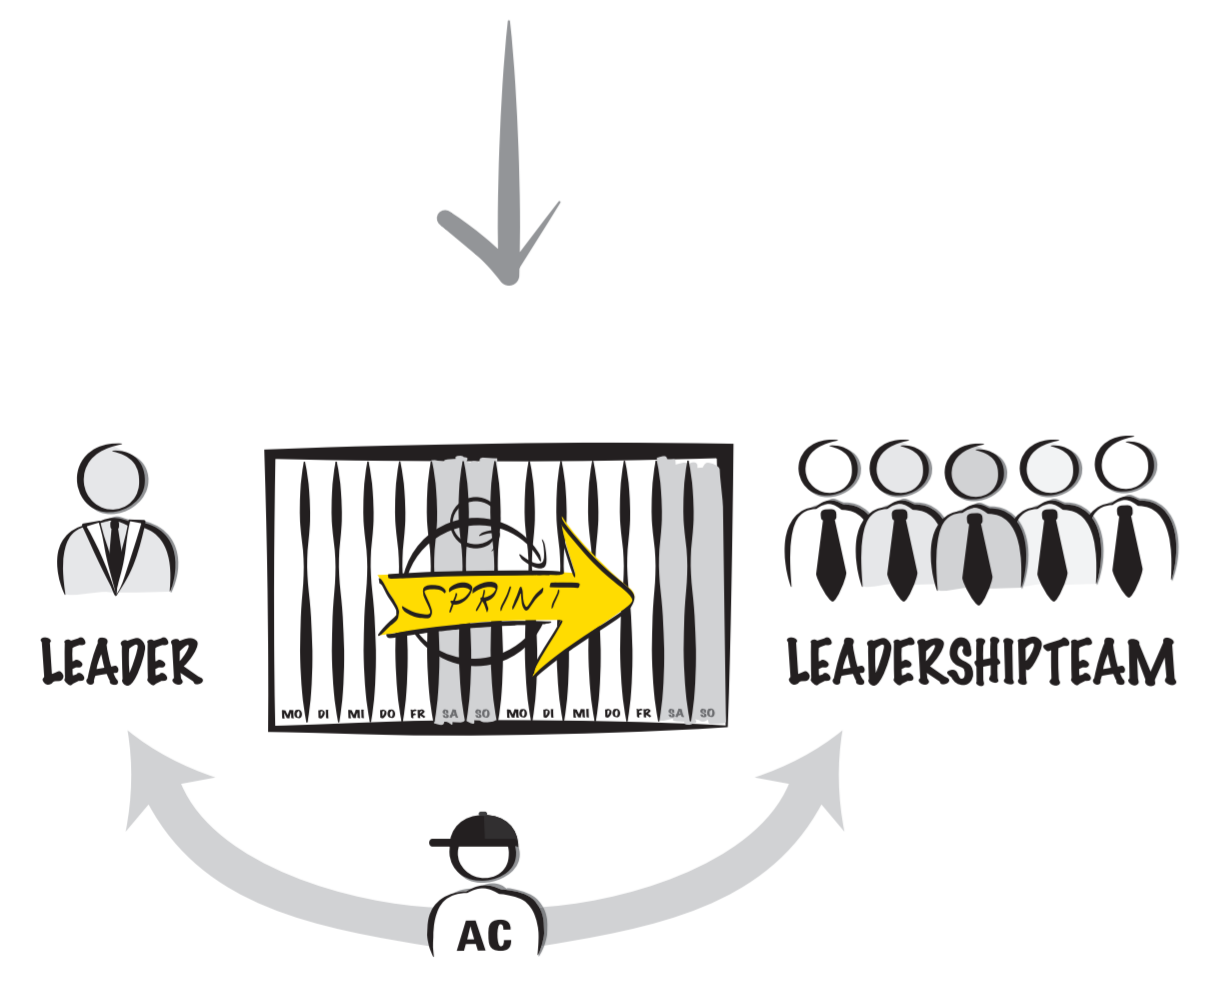 SPRINT
MO DI MI DO FR SA SO MO DI MI DO FR SA SO
LEADER
LEADERSHIPTEAM
AC